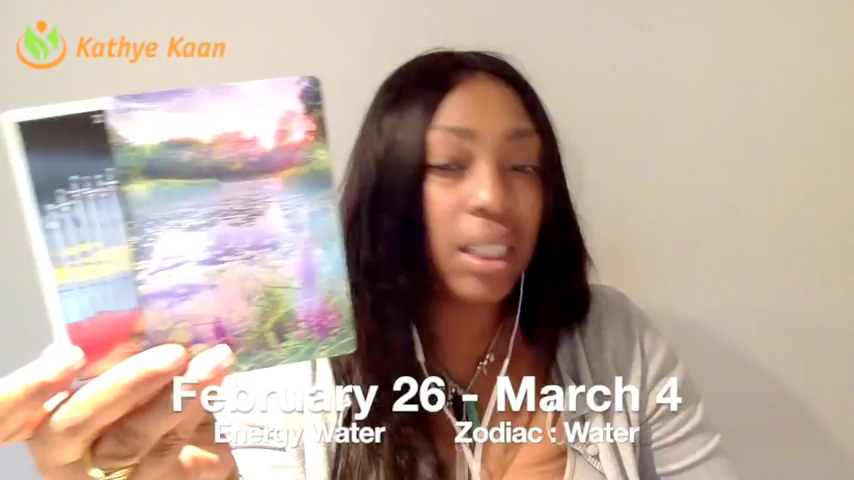 Kathye Kaan
February 26 - March 4
Energy: Water Zodiac : Water